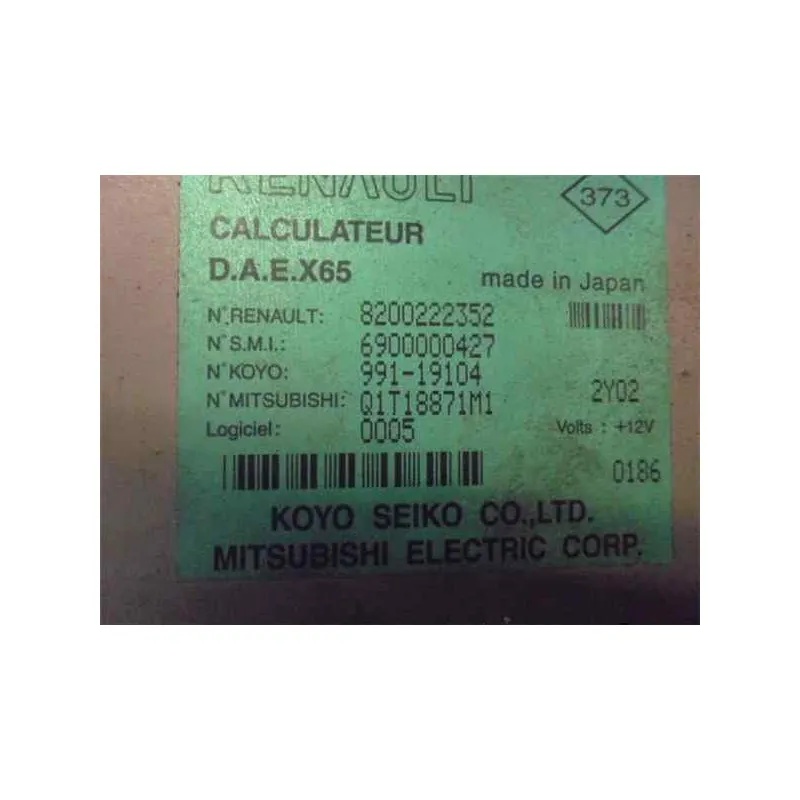 RENAULT
373
CALCULATEUR
D.A.E.X65
made in Japan
N°RENAULT: 8200222352
N°S.M.I.: 6900000427
N°KOYO: 991-19104
N°MITSUBISHI: Q1T18871M1
2Y02
Logiciel: 0005
Volts : +12V
0186
KOYO SEIKO CO.,LTD.
MITSUBISHI ELECTRIC CORP.